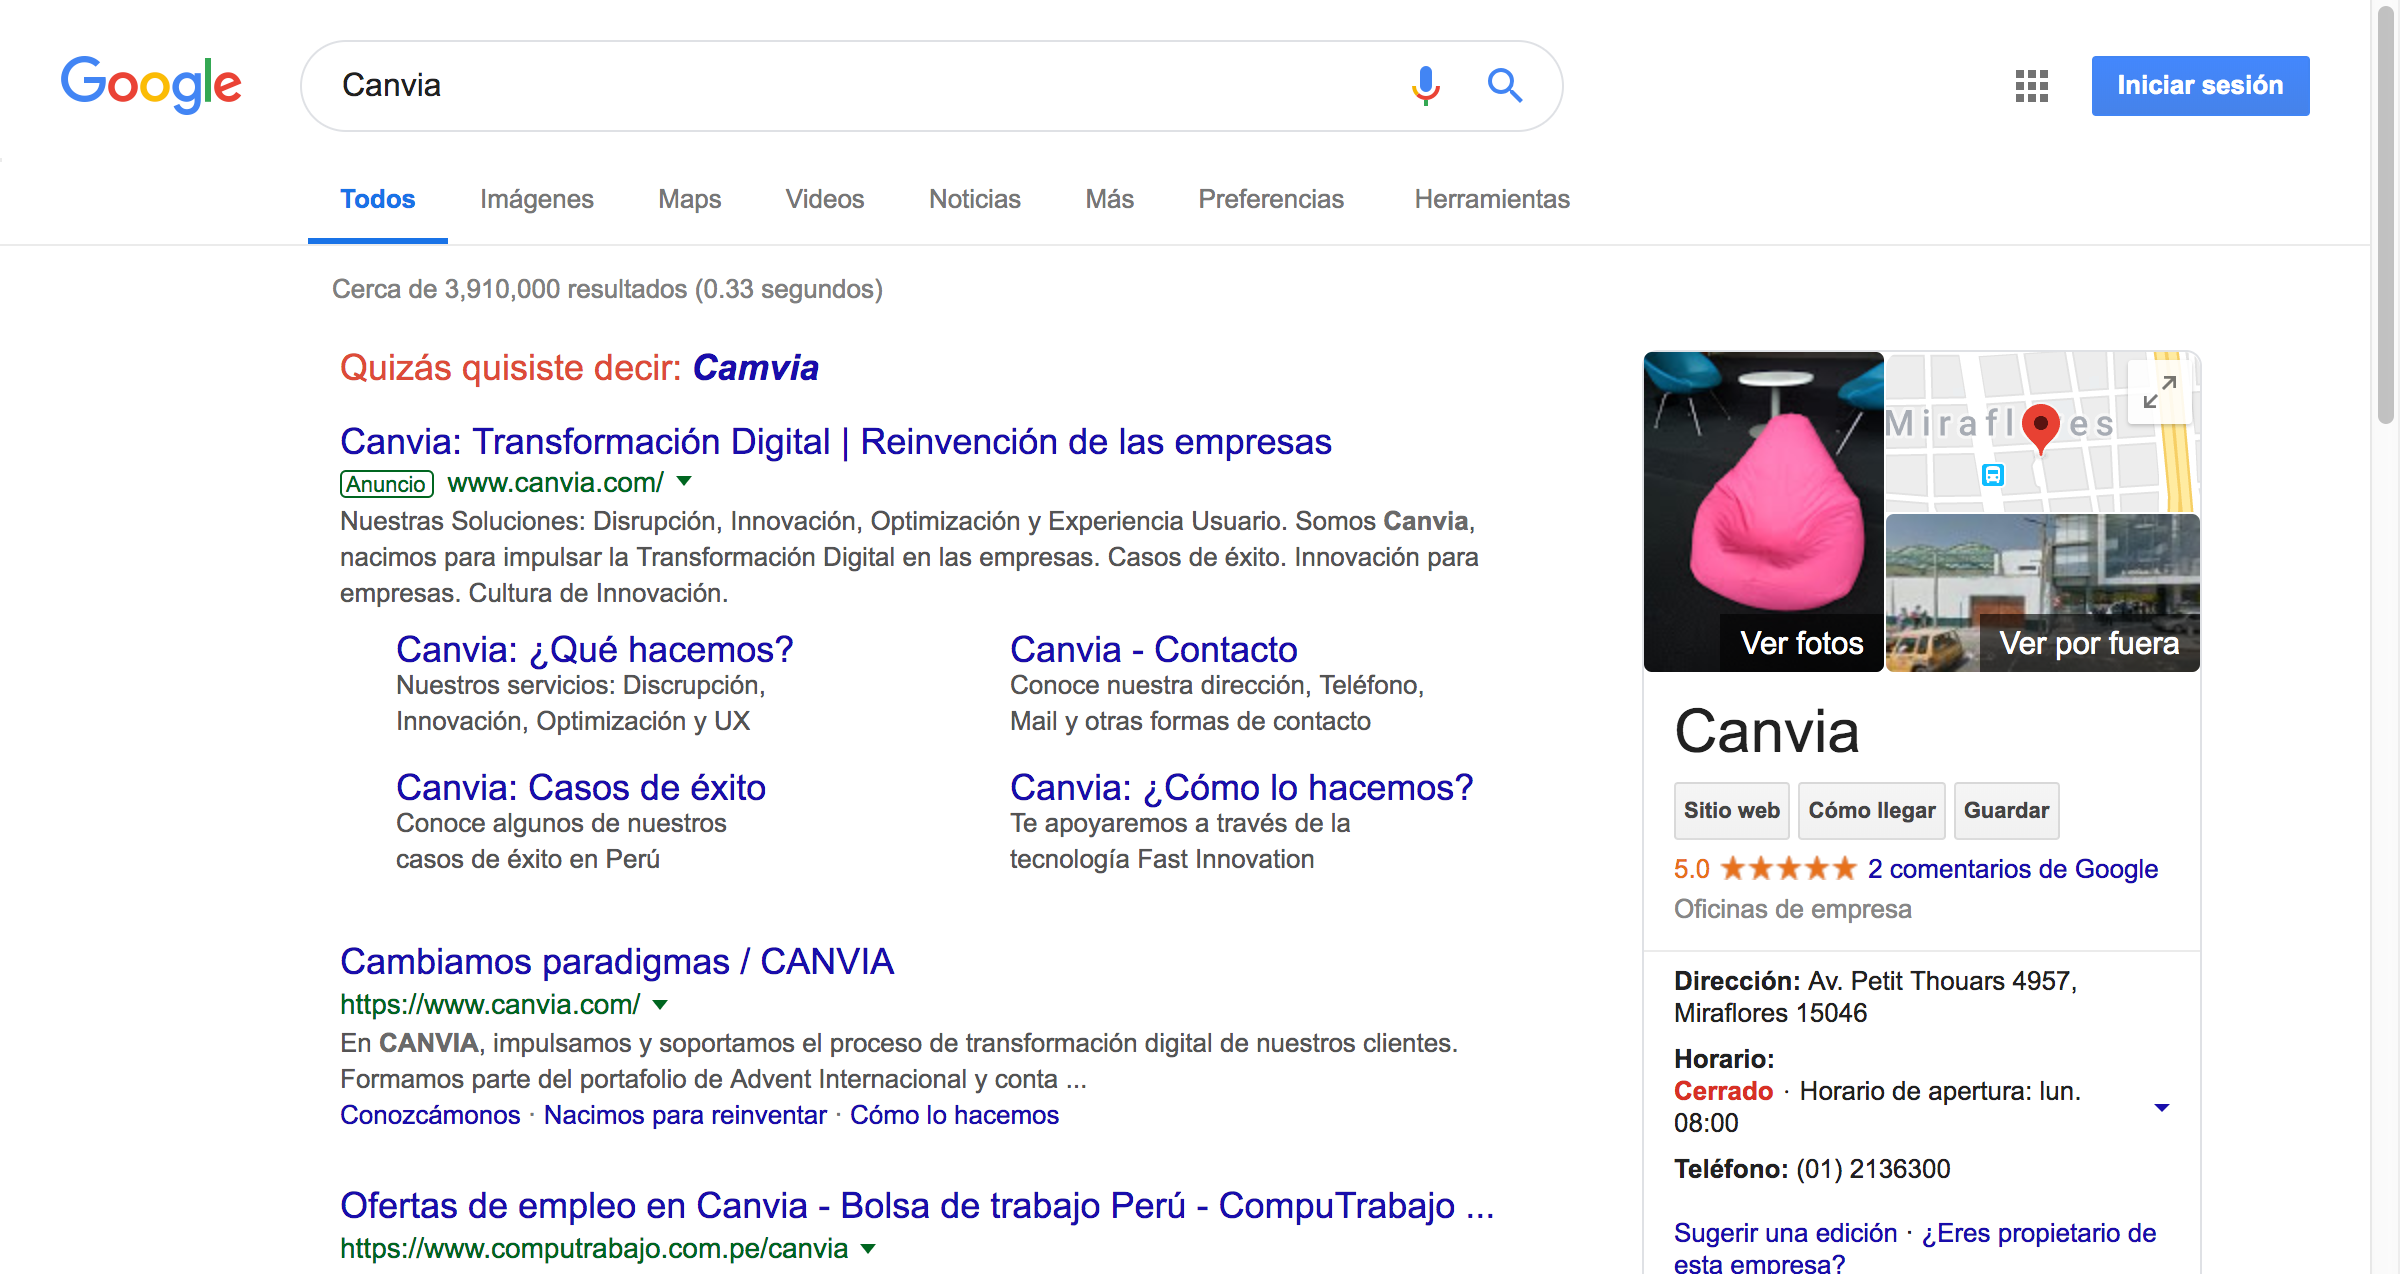 Google
Canvia
Iniciar sesión
Todos
Imágenes
Maps
Videos
Noticias
Más
Preferencias
Herramientas
Cerca de 3,910,000 resultados (0.33 segundos)
Quizás quisiste decir: Camvia
Canvia: Transformación Digital | Reinvención de las empresas
Anuncio www.canvia.com/
Nuestras Soluciones: Disrupción, Innovación, Optimización y Experiencia Usuario. Somos Canvia,
nacimos para impulsar la Transformación Digital en las empresas. Casos de éxito. Innovación para
empresas. Cultura de Innovación.
Canvia: ¿Qué hacemos?
Nuestros servicios: Discrupción,
Innovación, Optimización y UX
Canvia - Contacto
Conoce nuestra dirección, Teléfono,
Mail y otras formas de contacto
Canvia: Casos de éxito
Conoce algunos de nuestros
casos de éxito en Perú
Canvia: ¿Cómo lo hacemos?
Te apoyaremos a través de la
tecnología Fast Innovation
Cambiamos paradigmas / CANVIA
https://www.canvia.com/
En CANVIA, impulsamos y soportamos el proceso de transformación digital de nuestros clientes.
Formamos parte del portafolio de Advent Internacional y conta ...
Conozcámonos · Nacimos para reinventar · Cómo lo hacemos
Ofertas de empleo en Canvia - Bolsa de trabajo Perú - CompuTrabajo ...
https://www.computrabajo.com.pe/canvia
Ver fotos
Ver por fuera
Canvia
Sitio web
Cómo llegar
Guardar
5.0 2 comentarios de Google
Oficinas de empresa
Dirección: Av. Petit Thouars 4957,
Miraflores 15046
Horario:
Cerrado · Horario de apertura: lun.
08:00
Teléfono: (01) 2136300
Sugerir una edición · ¿Eres propietario de
esta empresa?